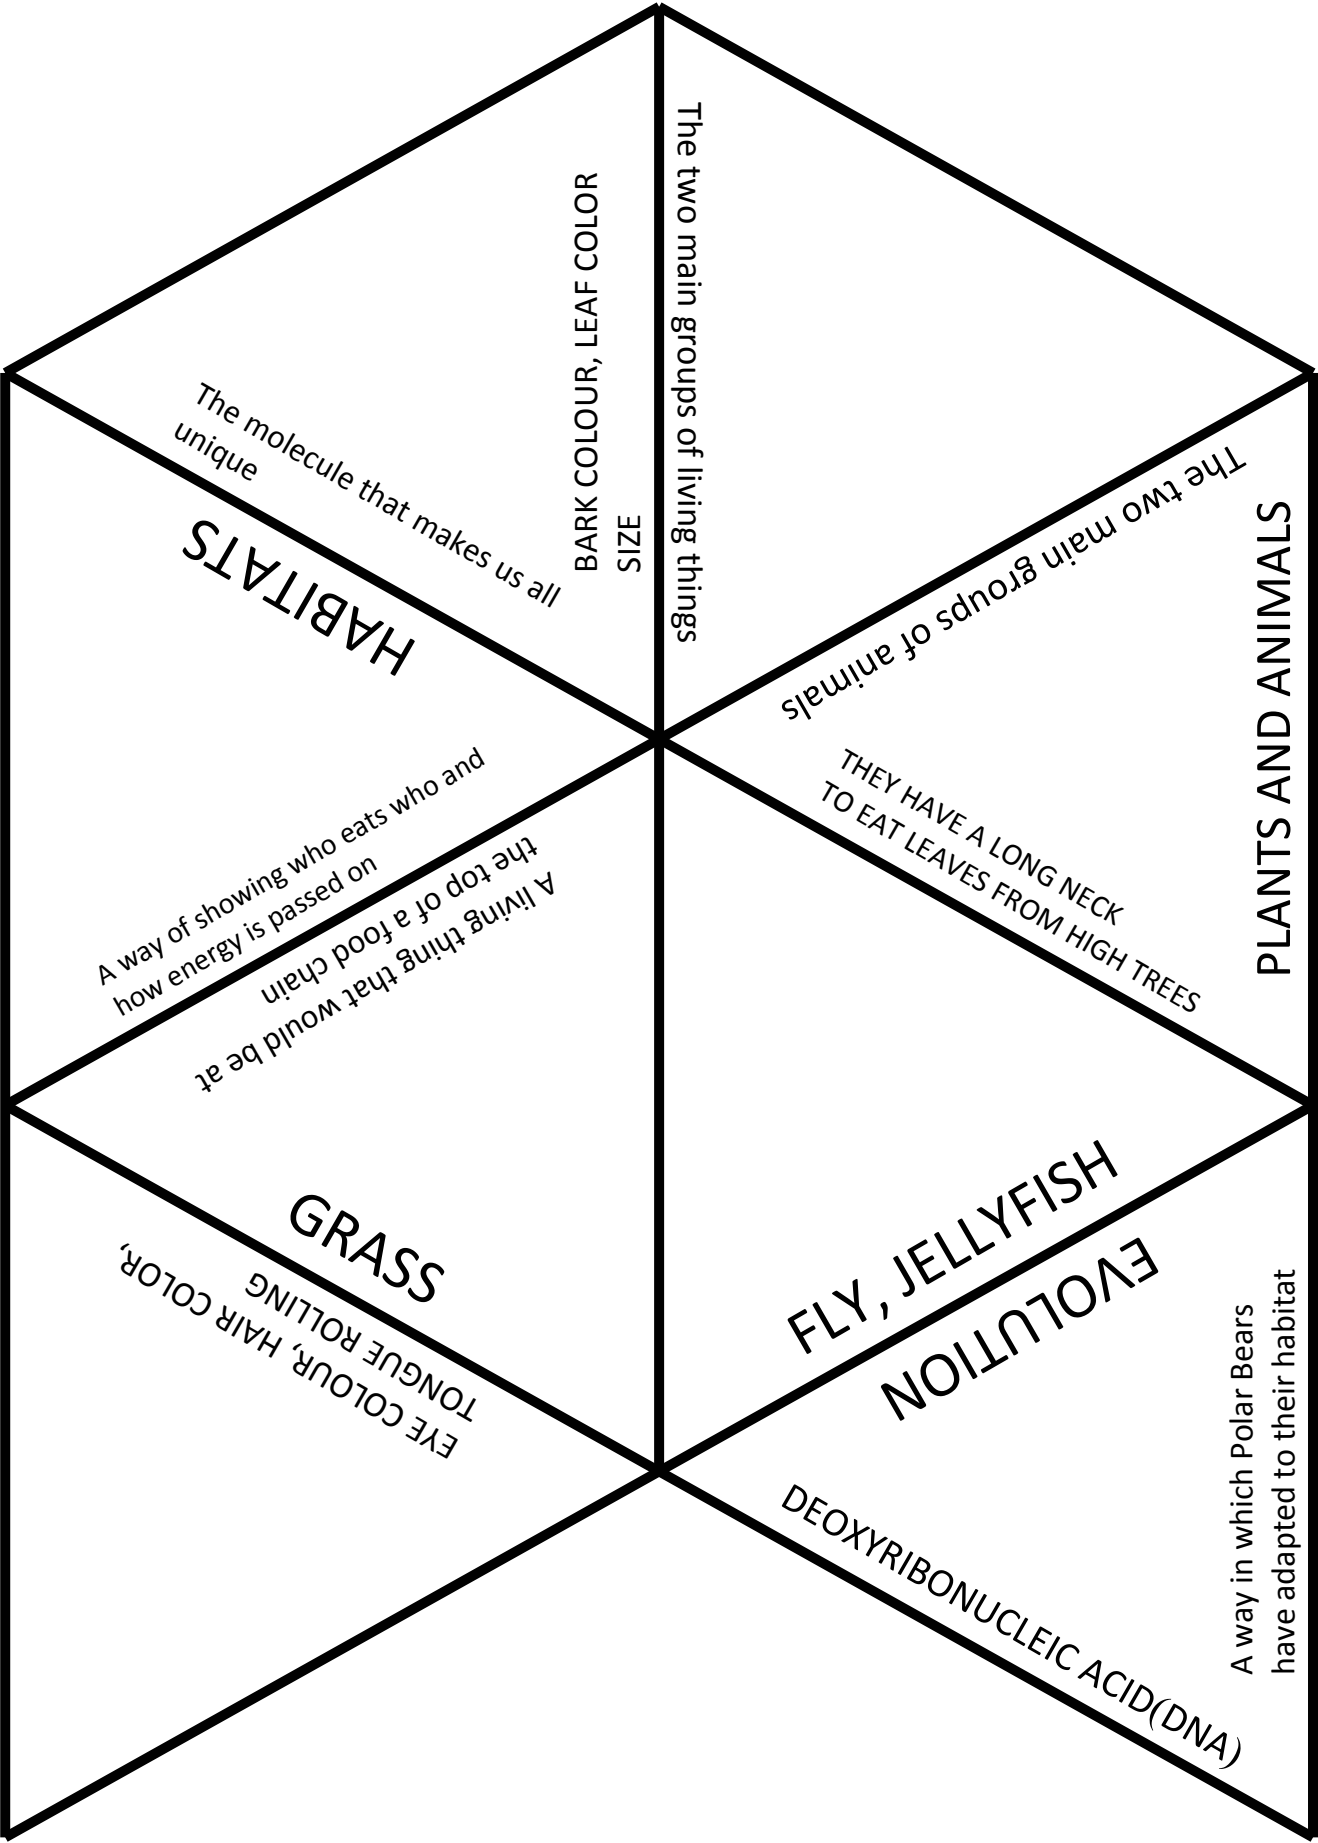 BARK COLOUR, LEAF COLOR
SIZE
The two main groups of living things
The molecule that makes us all
unique
HABITATS
The two main groups of animals
PLANTS AND ANIMALS
THEY HAVE A LONG NECK
TO EAT LEAVES FROM HIGH TREES
A way of showing who eats who and
how energy is passed on
A living thing that would be at
the top of a food chain
GRASS
FLY, JELLYFISH
EYE COLOUR, HAIR COLOR,
TONGUE ROLLING
EVOLUTION
A way in which Polar Bears
have adapted to their habitat
DEOXYRIBONUCLEIC ACID(DNA)